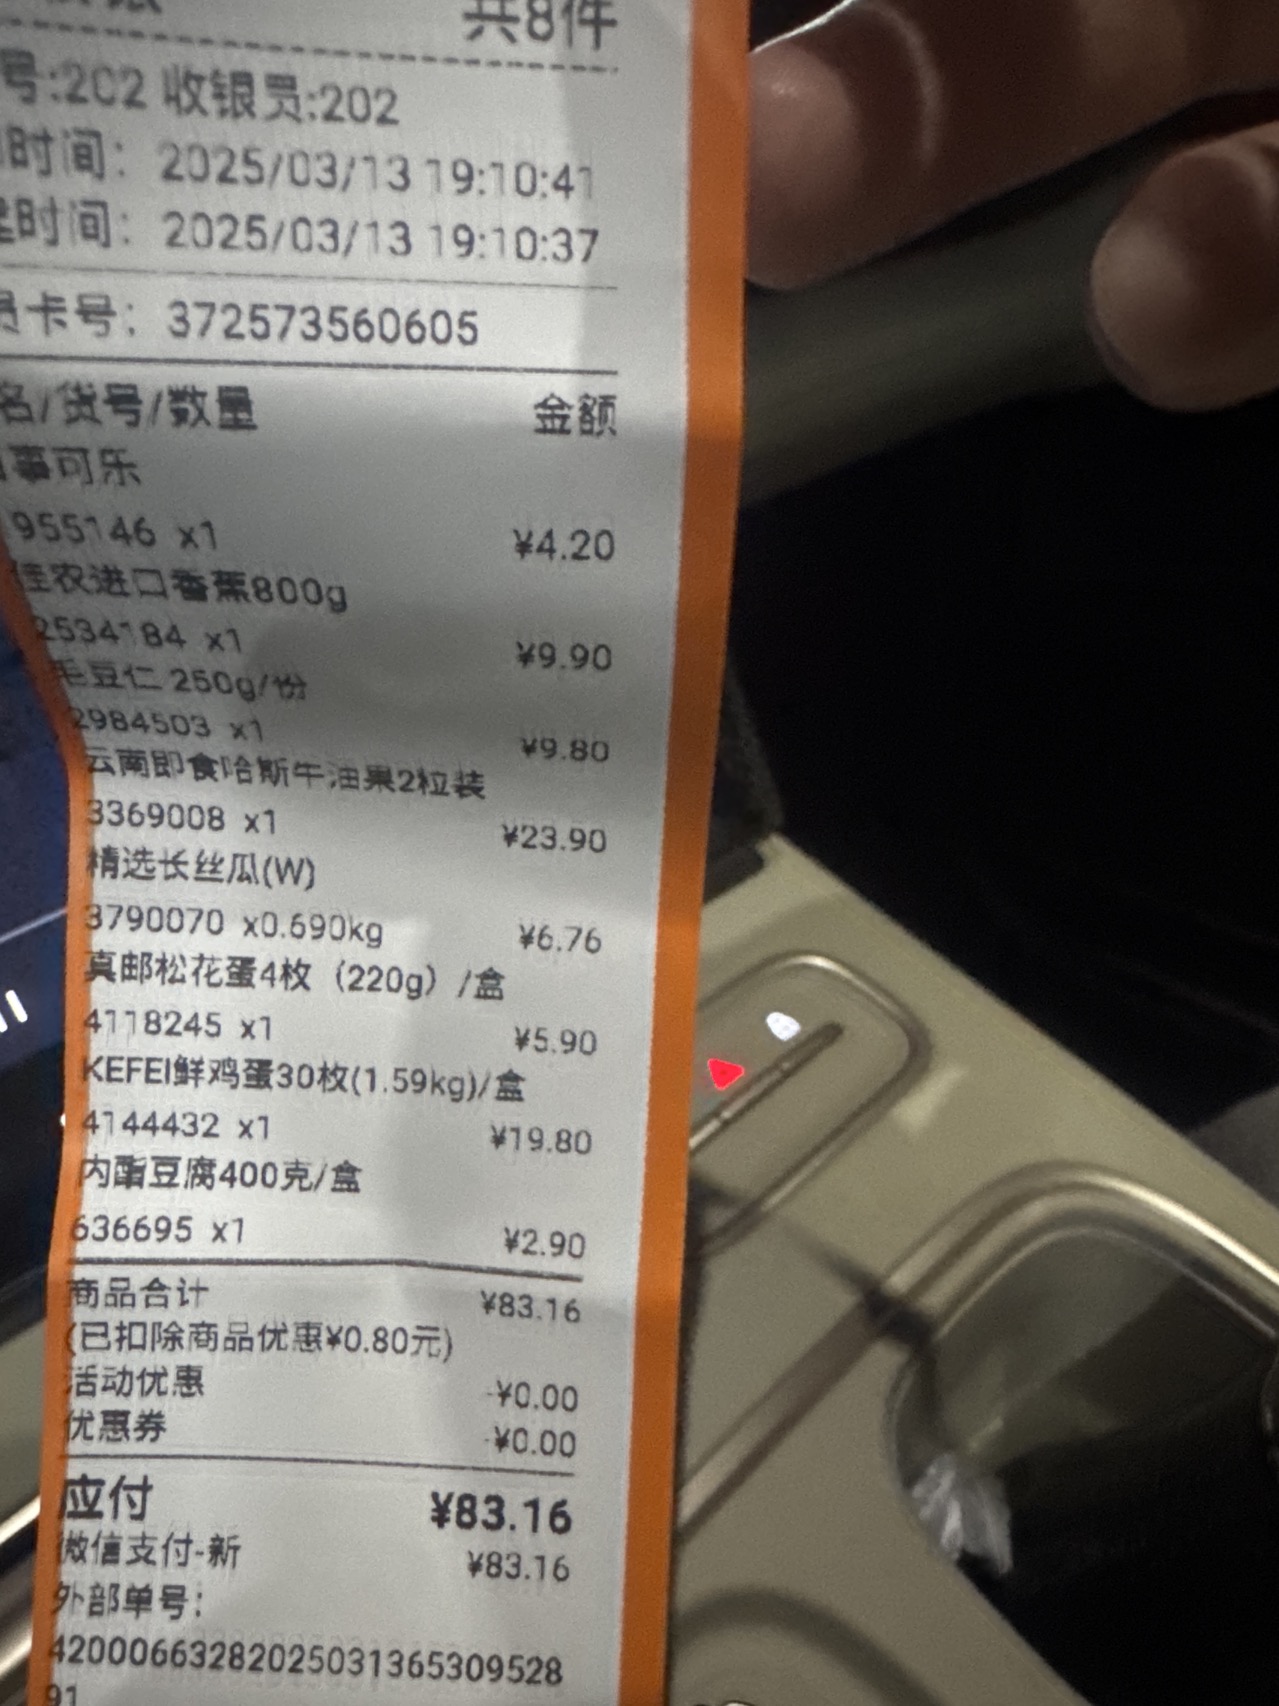 共8件
号:202 收银员:202
时间：2025/03/13 19:10:41
时间：2025/03/13 19:10:37
员卡号：372573560605
名/货号/数量 金额
事可乐
955146 x1 ¥4.20
佳农进口香蕉800g
2534184 x1 ¥9.90
毛豆仁 250g/份
2984503 x1 ¥9.80
云南即食哈斯牛油果2粒装
3369008 x1 ¥23.90
精选长丝瓜(W)
3790070 x0.690kg ¥6.76
真邮松花蛋4枚（220g）/盒
4118245 x1 ¥5.90
KEFEI鲜鸡蛋30枚(1.59kg)/盒
4144432 x1 ¥19.80
内酯豆腐400克/盒
636695 x1 ¥2.90
商品合计 ¥83.16
(已扣除商品优惠¥0.80元)
活动优惠 -¥0.00
优惠券 -¥0.00
应付 ¥83.16
微信支付-新 ¥83.16
外部单号：
42000663282025031365309528
91